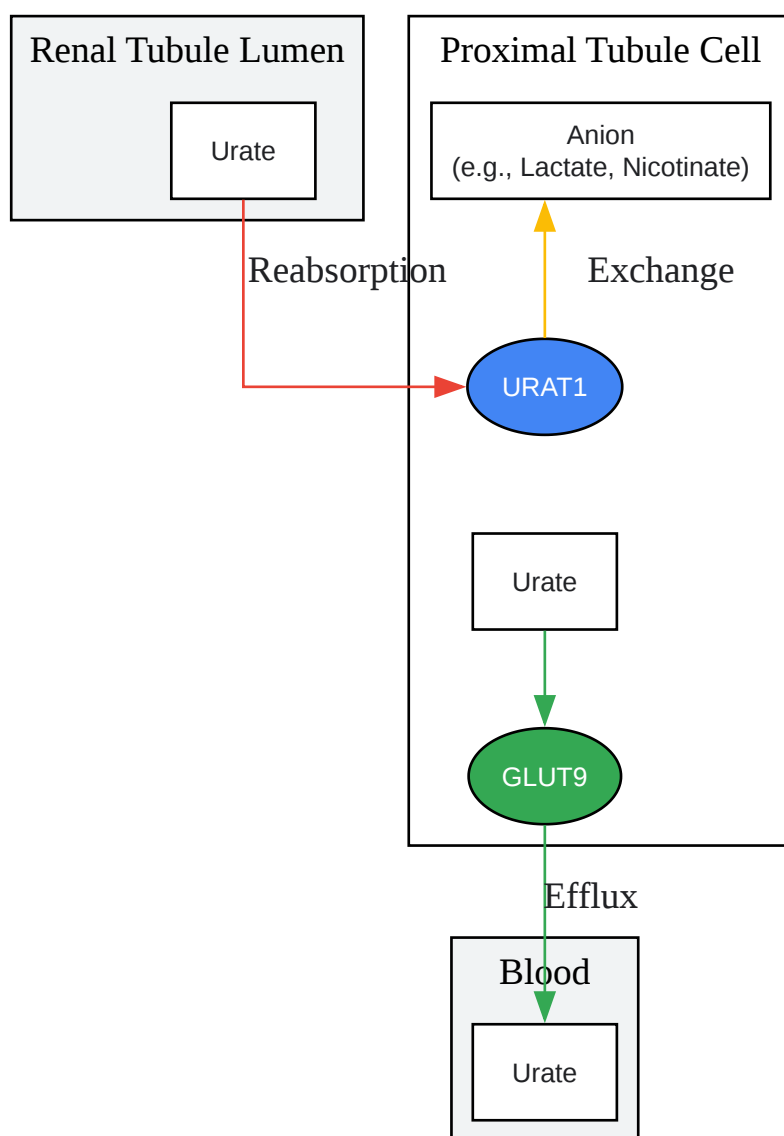 Renal Tubule Lumen
Urate
Proximal Tubule Cell
Anion
(e.g., Lactate, Nicotinate)
Reabsorption
Exchange
URAT1
Urate
GLUT9
Efflux
Blood
Urate